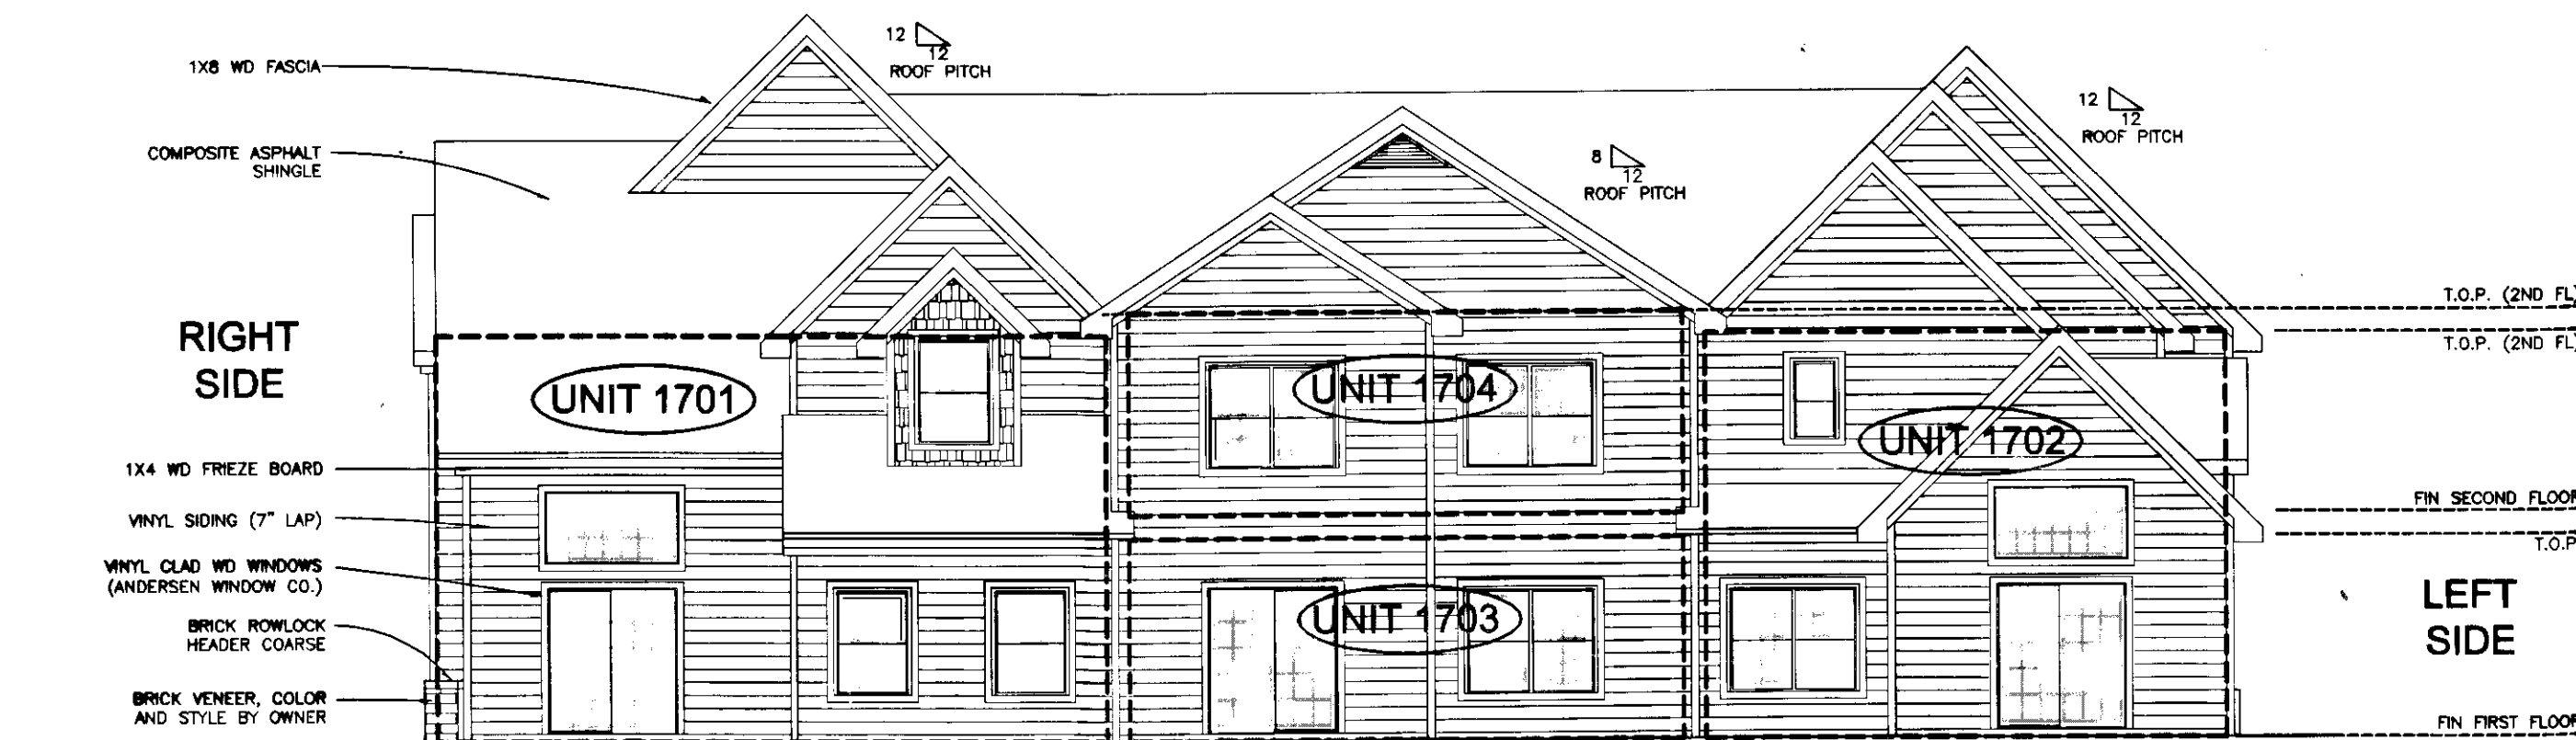 12
12
ROOF PITCH
1X8 WD FASCIA
12
12
ROOF PITCH
COMPOSITE ASPHALT
SHINGLE
8
12
ROOF PITCH
T.O.P. (2ND FL)
RIGHT
SIDE
T.O.P. (2ND FL)
UNIT 1701
UNIT 1704
UNIT 1702
1X4 WD FRIEZE BOARD
FIN SECOND FLOOR
VINYL SIDING (7" LAP)
T.O.P
VINYL CLAD WD WINDOWS
(ANDERSEN WINDOW CO.)
LEFT
SIDE
UNIT 1703
BRICK ROWLOCK
HEADER COARSE
BRICK VENEER, COLOR
AND STYLE BY OWNER
FIN FIRST FLOOR